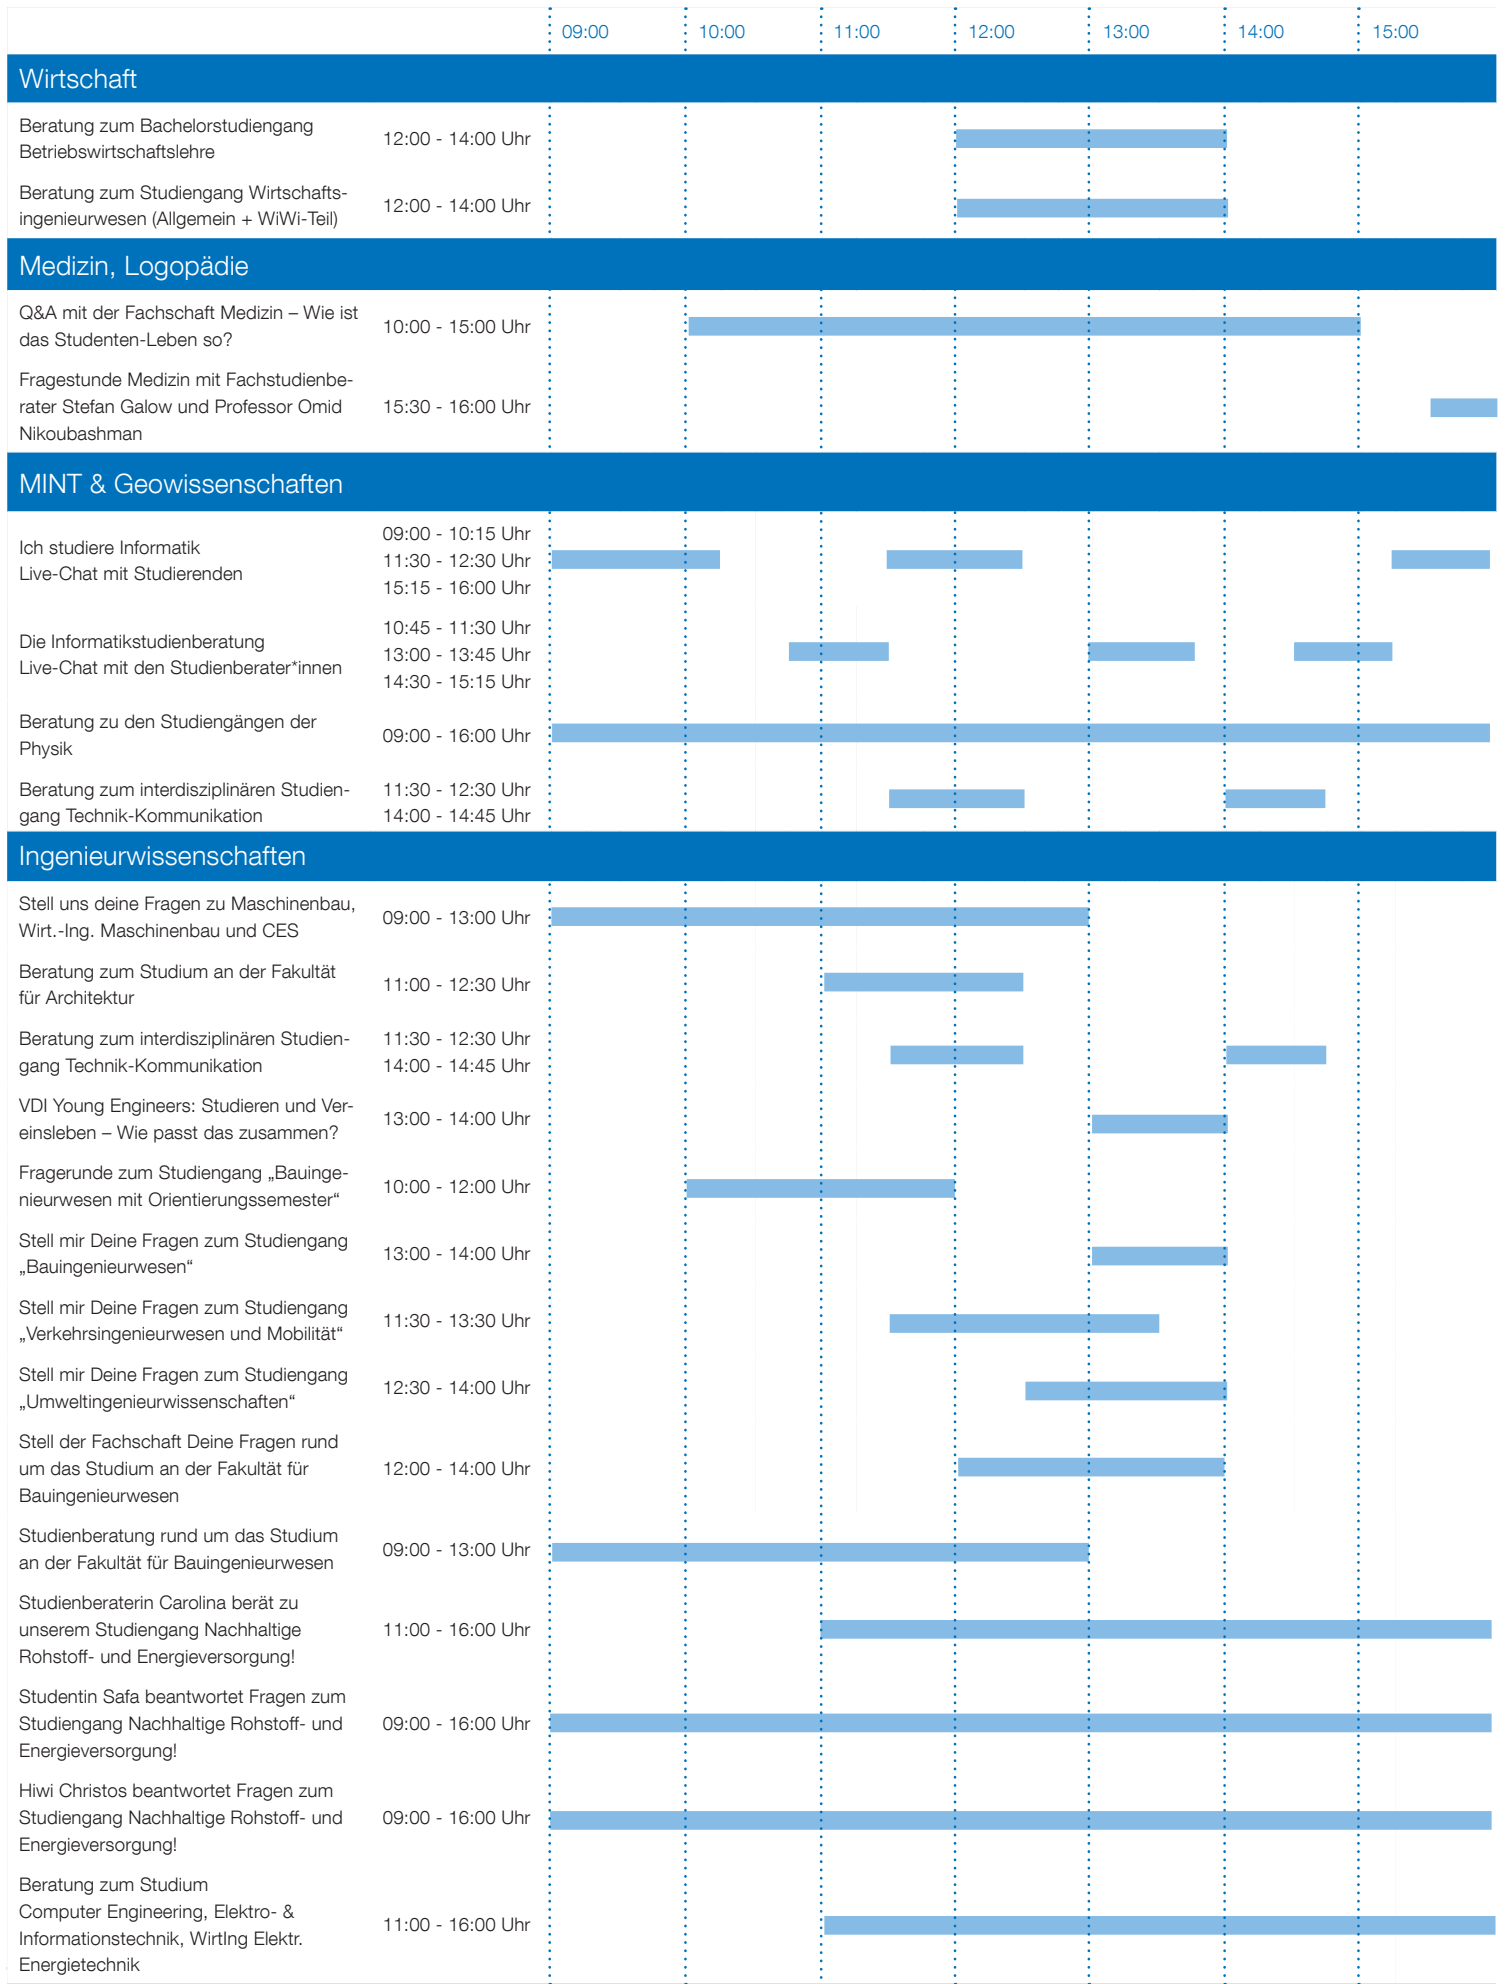 09:00 10:00 11:00 12:00 13:00 14:00 15:00
Wirtschaft
Beratung zum Bachelorstudiengang
Betriebswirtschaftslehre
12:00 - 14:00 Uhr
Beratung zum Studiengang Wirtschafts-
ingenieurwesen (Allgemein + WiWi-Teil)
12:00 - 14:00 Uhr
Medizin, Logopädie
Q&A mit der Fachschaft Medizin – Wie ist
das Studenten-Leben so?
10:00 - 15:00 Uhr
Fragestunde Medizin mit Fachstudienbe-
rater Stefan Galow und Professor Omid
Nikoubashman
15:30 - 16:00 Uhr
MINT & Geowissenschaften
Ich studiere Informatik
Live-Chat mit Studierenden
09:00 - 10:15 Uhr
11:30 - 12:30 Uhr
15:15 - 16:00 Uhr
Die Informatikstudienberatung
Live-Chat mit den Studienberater*innen
10:45 - 11:30 Uhr
13:00 - 13:45 Uhr
14:30 - 15:15 Uhr
Beratung zu den Studiengängen der
Physik
09:00 - 16:00 Uhr
Beratung zum interdisziplinären Studien-
gang Technik-Kommunikation
11:30 - 12:30 Uhr
14:00 - 14:45 Uhr
Ingenieurwissenschaften
Stell uns deine Fragen zu Maschinenbau,
Wirt.-Ing. Maschinenbau und CES
09:00 - 13:00 Uhr
Beratung zum Studium an der Fakultät
für Architektur
11:00 - 12:30 Uhr
Beratung zum interdisziplinären Studien-
gang Technik-Kommunikation
11:30 - 12:30 Uhr
14:00 - 14:45 Uhr
VDI Young Engineers: Studieren und Ver-
einsleben – Wie passt das zusammen?
13:00 - 14:00 Uhr
Fragerunde zum Studiengang „Bauinge-
nieurwesen mit Orientierungssemester“
10:00 - 12:00 Uhr
Stell mir Deine Fragen zum Studiengang
„Bauingenieurwesen“
13:00 - 14:00 Uhr
Stell mir Deine Fragen zum Studiengang
„Verkehrsingenieurwesen und Mobilität“
11:30 - 13:30 Uhr
Stell mir Deine Fragen zum Studiengang
„Umweltingenieurwissenschaften“
12:30 - 14:00 Uhr
Stell der Fachschaft Deine Fragen rund
um das Studium an der Fakultät für
Bauingenieurwesen
12:00 - 14:00 Uhr
Studienberatung rund um das Studium
an der Fakultät für Bauingenieurwesen
09:00 - 13:00 Uhr
Studienberaterin Carolina berät zu
unserem Studiengang Nachhaltige
Rohstoff- und Energieversorgung!
11:00 - 16:00 Uhr
Studentin Safa beantwortet Fragen zum
Studiengang Nachhaltige Rohstoff- und
Energieversorgung!
09:00 - 16:00 Uhr
Hiwi Christos beantwortet Fragen zum
Studiengang Nachhaltige Rohstoff- und
Energieversorgung!
09:00 - 16:00 Uhr
Beratung zum Studium
Computer Engineering, Elektro- &
Informationstechnik, WirtIng Elektr.
Energietechnik
11:00 - 16:00 Uhr